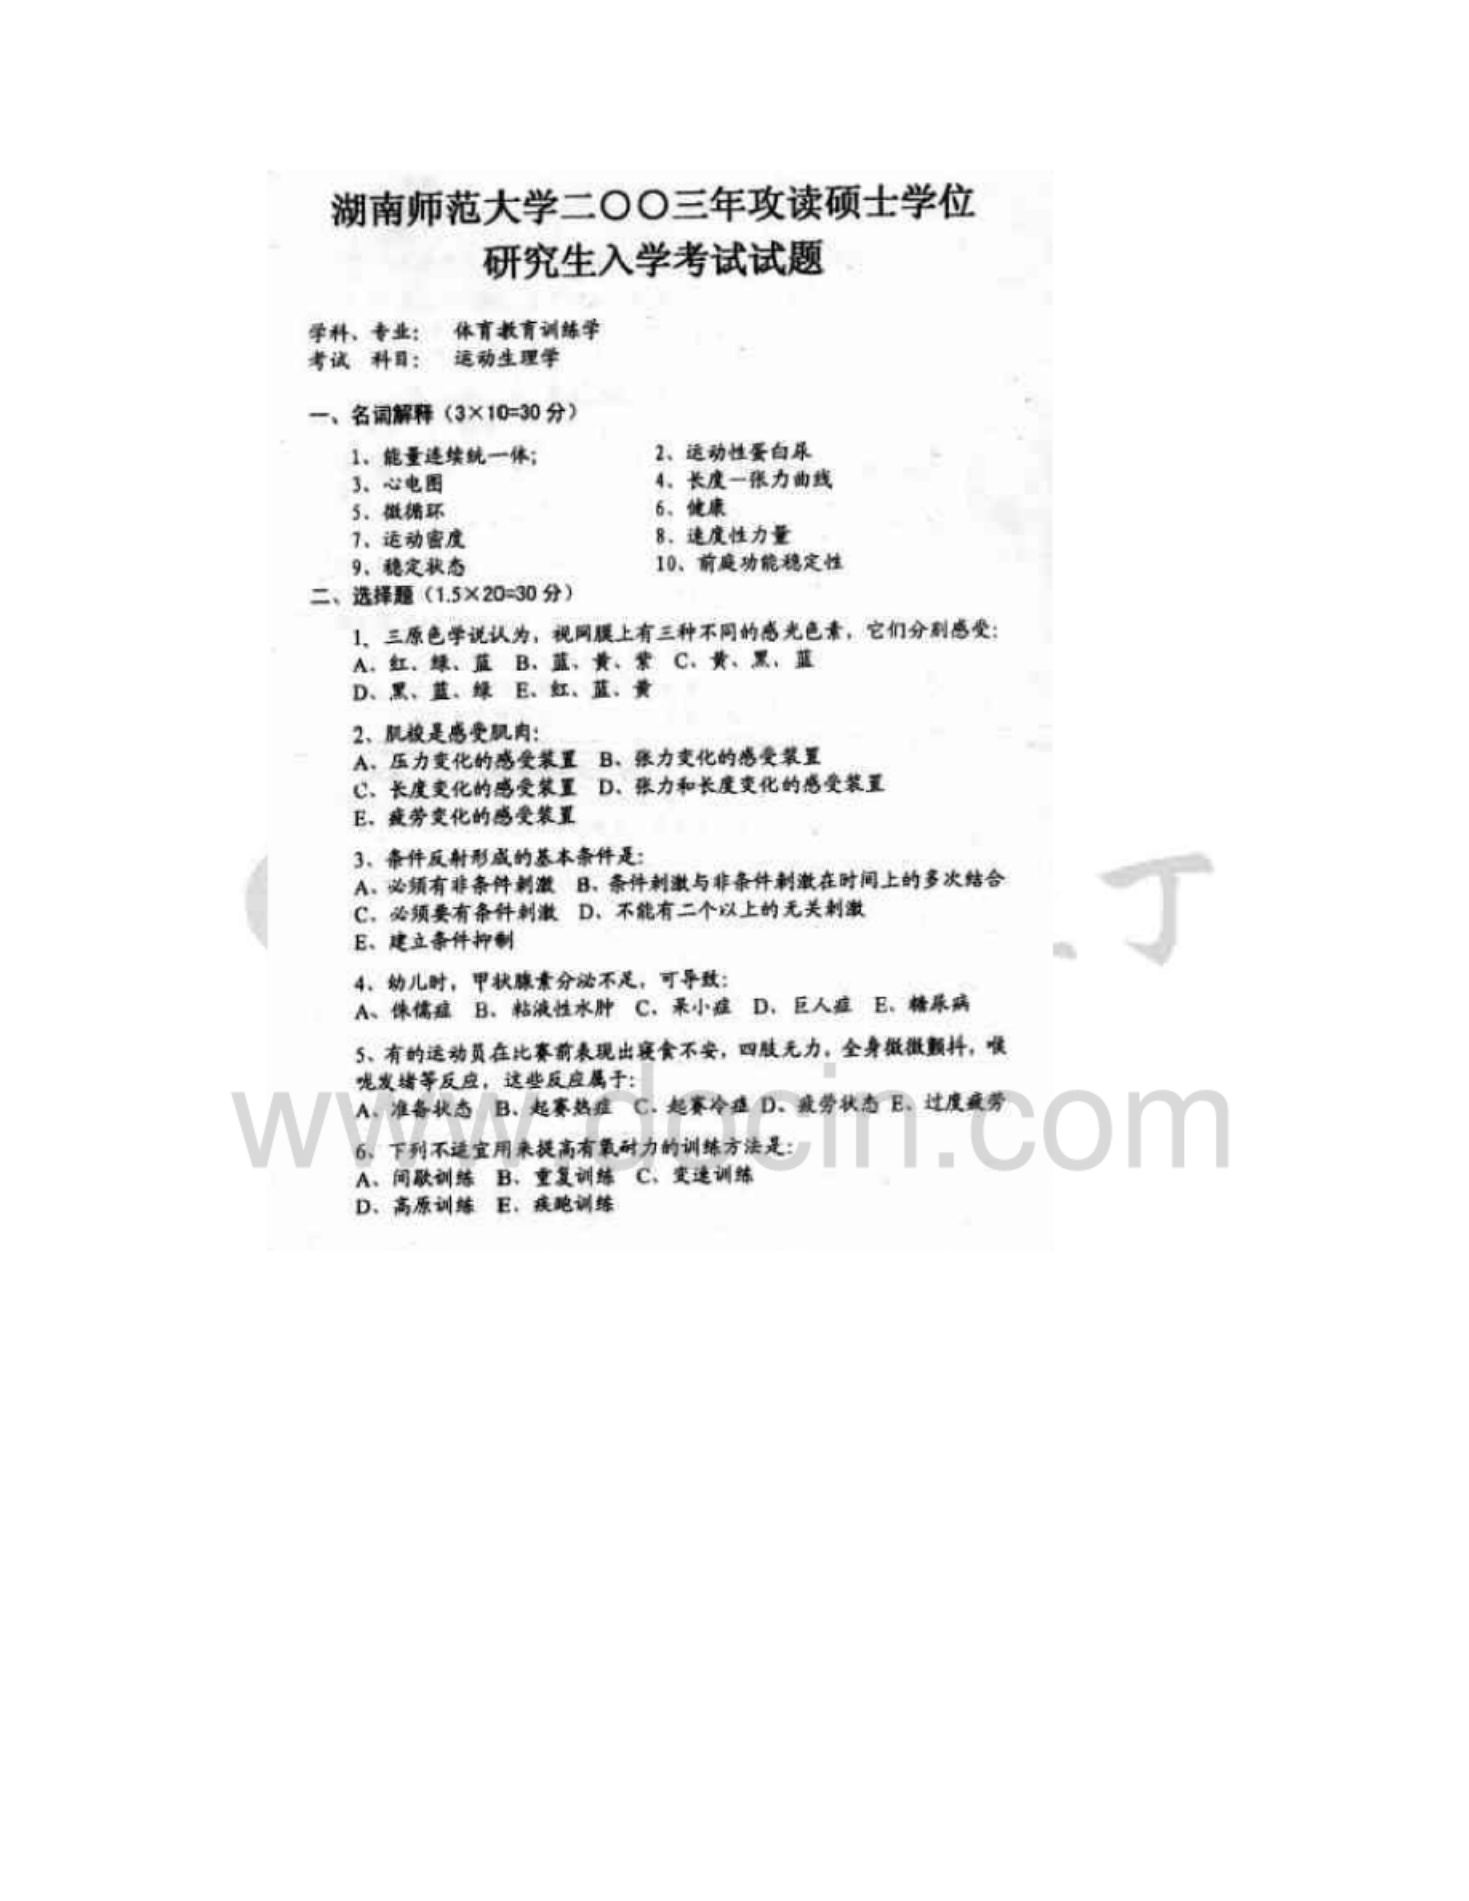 湖南师范大学二〇〇三年攻读硕士学位
研究生入学考试试题
学科、专业： 体育教育训练学
考试 科目： 运动生理学
一、名词解释（3×10=30 分）
1、能量连续统一体； 2、运动性蛋白尿
3、心电图 4、长度—张力曲线
5、微循环 6、健康
7、运动密度 8、速度性力量
9、稳定状态 10、前庭功能稳定性
二、选择题（1.5×20=30 分）
1、三原色学说认为，视网膜上有三种不同的感光色素，它们分别感受：
A、红、绿、蓝 B、蓝、黄、紫 C、黄、黑、蓝
D、黑、蓝、绿 E、红、蓝、黄
2、肌梭是感受肌肉：
A、压力变化的感受装置 B、张力变化的感受装置
C、长度变化的感受装置 D、张力和长度变化的感受装置
E、疲劳变化的感受装置
3、条件反射形成的基本条件是：
A、必须有非条件刺激 B、条件刺激与非条件刺激在时间上的多次结合
C、必须要有条件刺激 D、不能有二个以上的无关刺激
E、建立条件抑制
4、幼儿时，甲状腺素分泌不足，可导致：
A、侏儒症 B、粘液性水肿 C、呆小症 D、巨人症 E、糖尿病
5、有的运动员在比赛前表现出寝食不安，四肢无力，全身微微颤抖，喉
咙发堵等反应，这些反应属于：
A、准备状态 B、起赛热症 C、起赛冷症 D、疲劳状态 E、过度疲劳
6、下列不适宜用来提高有氧耐力的训练方法是：
A、间歇训练 B、重复训练 C、变速训练
D、高原训练 E、疾跑训练
丁
www.docin.com